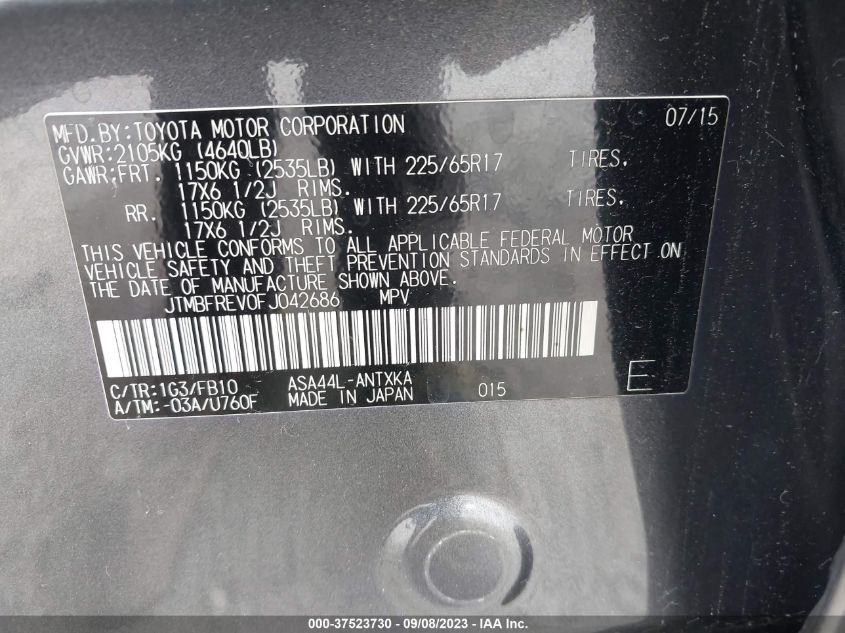 MFD.BY:TOYOTA MOTOR CORPORATION 07/15
GVWR:2105KG (4640LB)
GAWR:FRT. 1150KG (2535LB) WITH 225/65R17 TIRES,
17X6 1/2J RIMS.
RR. 1150KG (2535LB) WITH 225/65R17 TIRES,
17X6 1/2J RIMS.
THIS VEHICLE CONFORMS TO ALL APPLICABLE FEDERAL MOTOR
VEHICLE SAFETY AND THEFT PREVENTION STANDARDS IN EFFECT ON
THE DATE OF MANUFACTURE SHOWN ABOVE.
JTMBFREV0FJ042686 MPV
C/TR:1G3/FB10 ASA44L-ANTXKA E
A/TM:-03A/U760F MADE IN JAPAN 015
000-37523730 - 09/08/2023 - IAAI.com